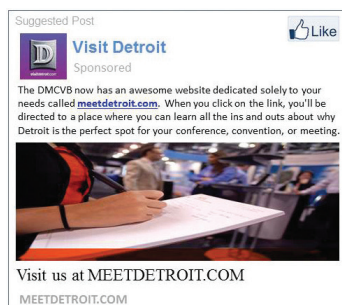 Suggested Post
Like
Visit Detroit
Sponsored
The DMCVB now has an awesome website dedicated solely to your
needs called meetdetroit.com. When you click on the link, you'll be
directed to a place where you can learn all the ins and outs about why
Detroit is the perfect spot for your conference, convention, or meeting.
Visit us at MEETDETROIT.COM
MEETDETROIT.COM